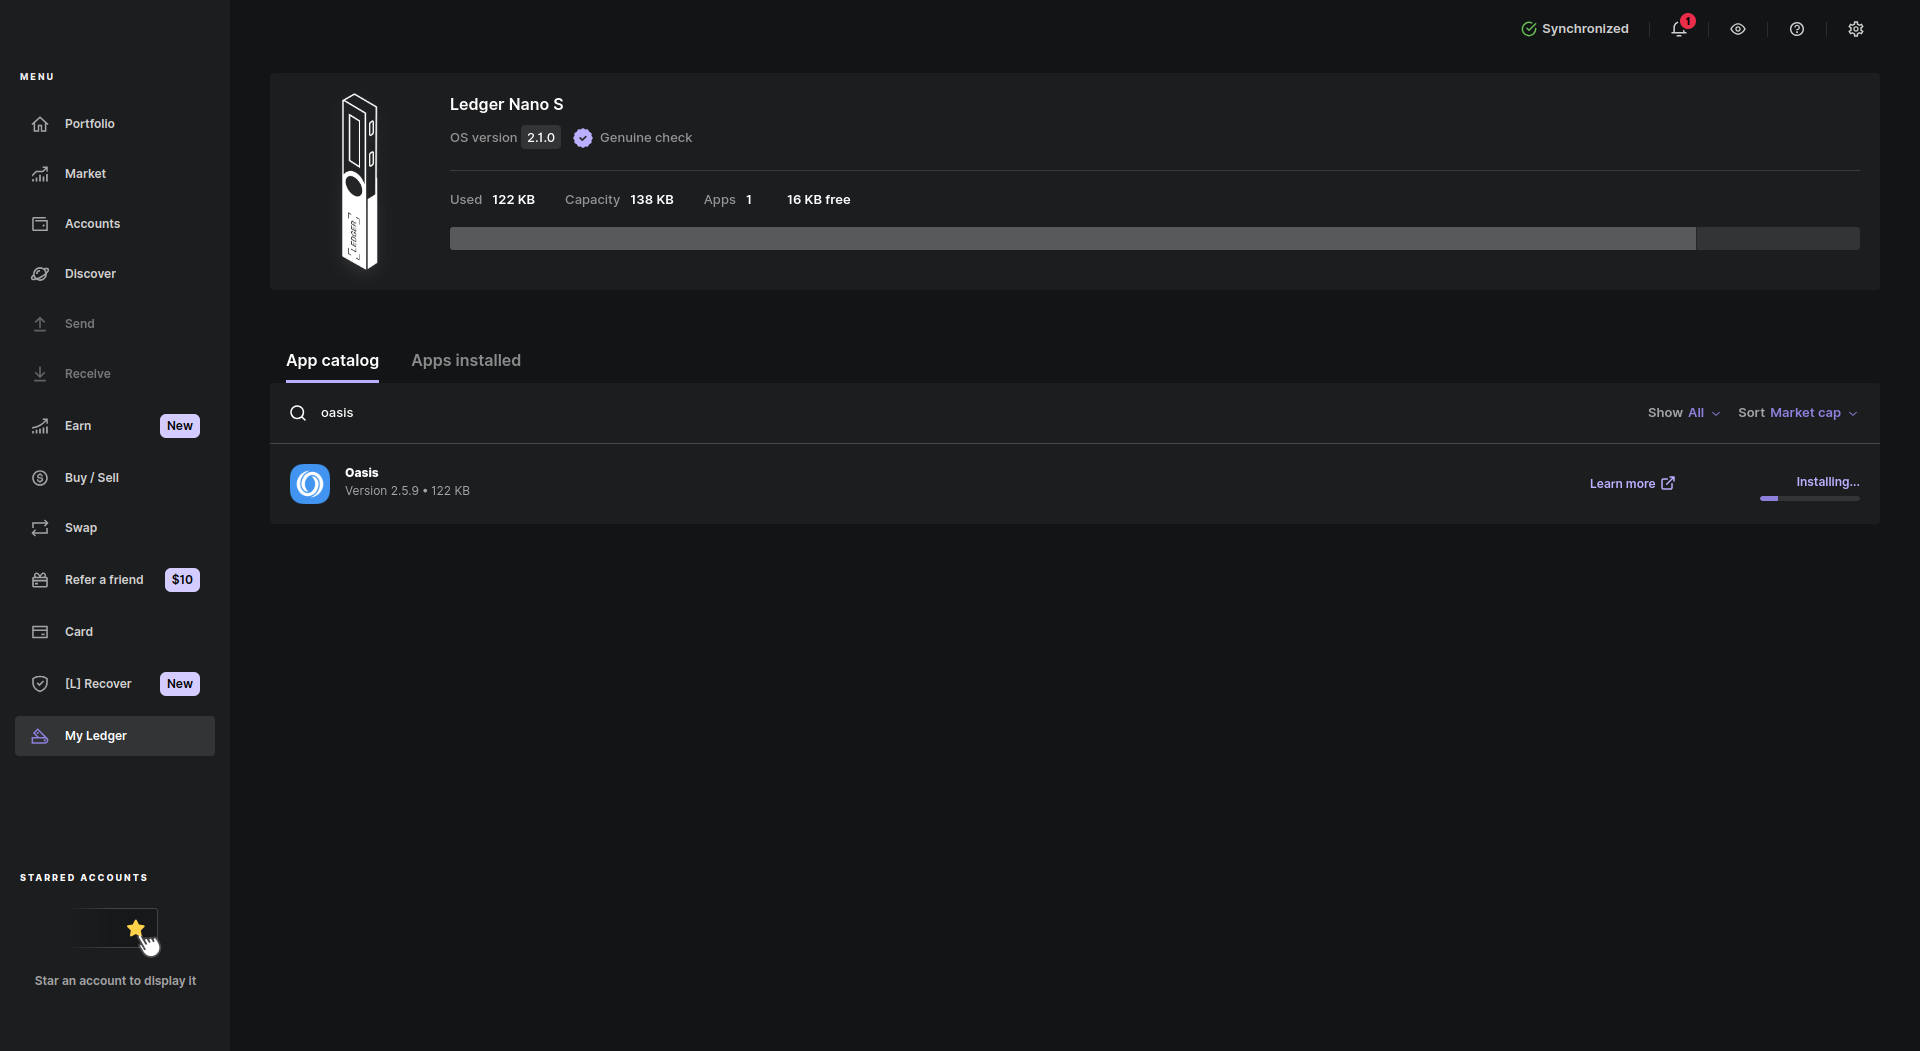 Synchronized
1
MENU
Portfolio
Market
Accounts
Discover
Send
Receive
Earn New
Buy / Sell
Swap
Refer a friend $10
Card
[L] Recover New
My Ledger
STARRED ACCOUNTS
Star an account to display it
LEDGER
Ledger Nano S
OS version 2.1.0 Genuine check
Used 122 KB Capacity 138 KB Apps 1 16 KB free
App catalog Apps installed
oasis Show All Sort Market cap
Oasis
Version 2.5.9 • 122 KB
Learn more Installing...